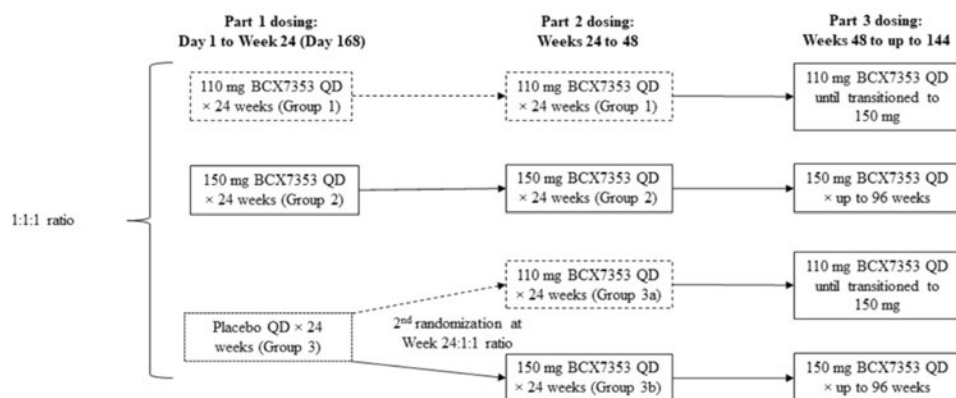 Part 1 dosing:
Day 1 to Week 24 (Day 168)
Part 2 dosing:
Weeks 24 to 48
Part 3 dosing:
Weeks 48 to up to 144
110 mg BCX7353 QD
× 24 weeks (Group 1)
110 mg BCX7353 QD
× 24 weeks (Group 1)
110 mg BCX7353 QD
until transitioned to
150 mg
150 mg BCX7353 QD
× 24 weeks (Group 2)
150 mg BCX7353 QD
× 24 weeks (Group 2)
150 mg BCX7353 QD
× up to 96 weeks
1:1:1 ratio
110 mg BCX7353 QD
× 24 weeks (Group 3a)
110 mg BCX7353 QD
until transitioned to
150 mg
Placebo QD × 24
weeks (Group 3)
2nd randomization at
Week 24:1:1 ratio
150 mg BCX7353 QD
× 24 weeks (Group 3b)
150 mg BCX7353 QD
× up to 96 weeks